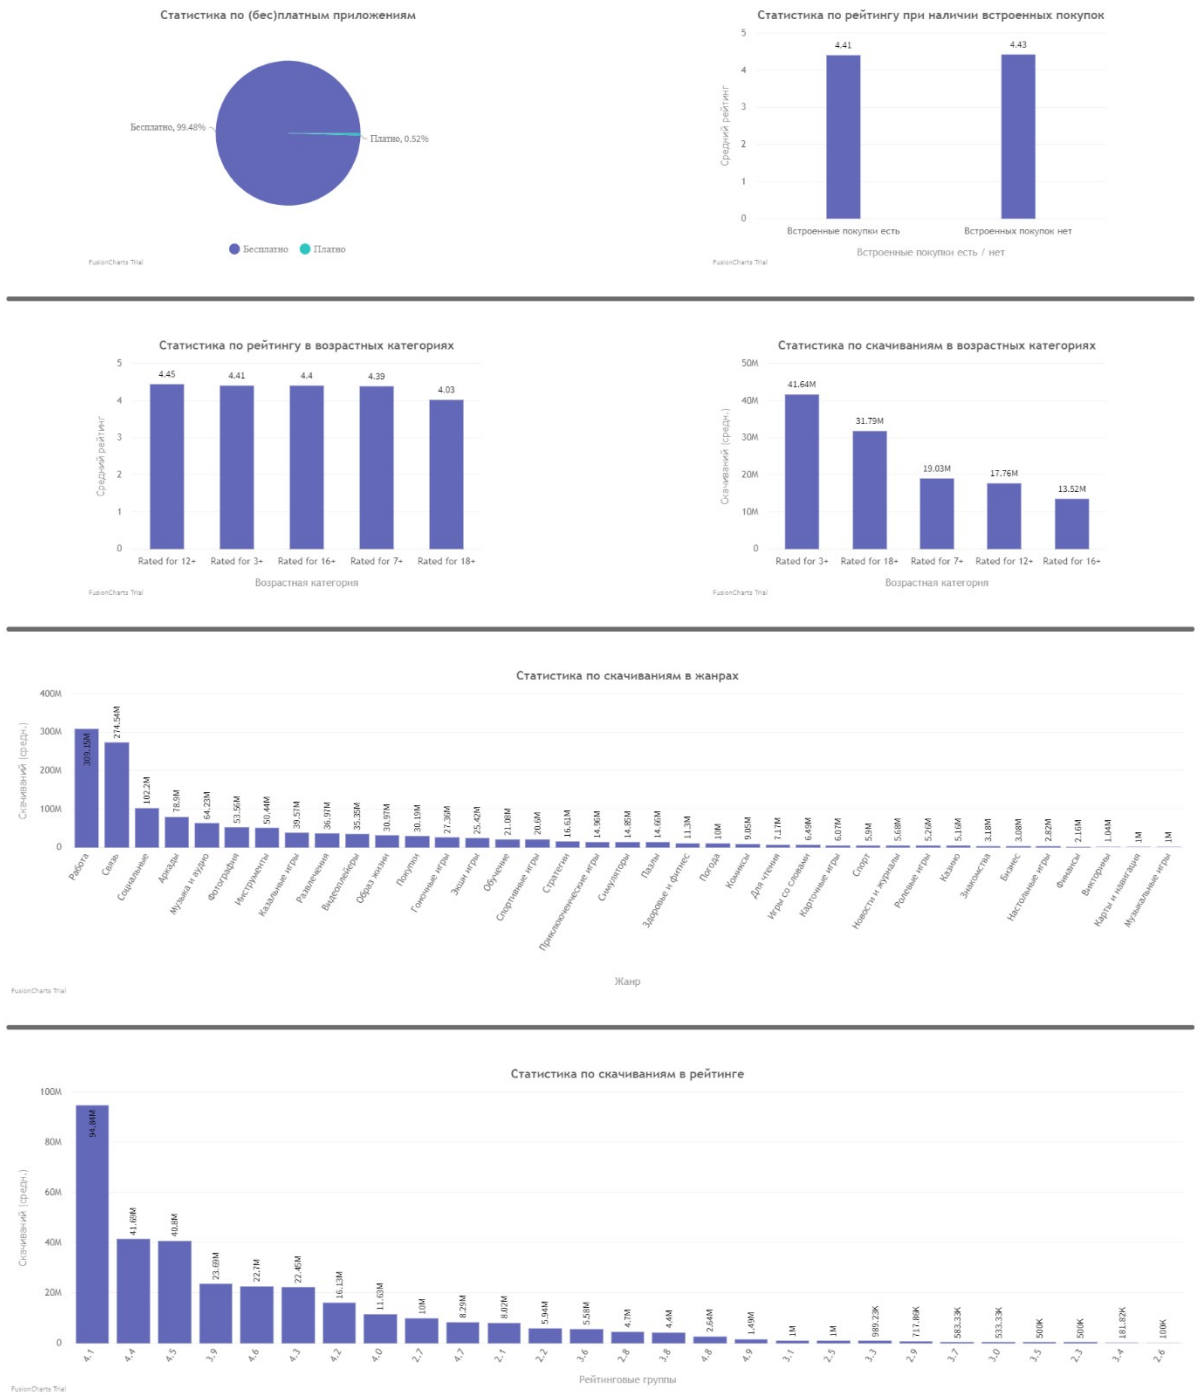 Статистика по (бес)платным приложениям
Бесплатно, 99.48%
Платно, 0.52%
Бесплатно
Платно
FusionCharts Trial
Статистика по рейтингу при наличии встроенных покупок
Средний рейтинг
5
4
3
2
1
0
4.41
4.43
Встроенные покупки есть
Встроенных покупок нет
Встроенные покупки есть / нет
FusionCharts Trial
Статистика по рейтингу в возрастных категориях
Средний рейтинг
5
4
3
2
1
0
4.45
4.41
4.4
4.39
4.03
Rated for 12+
Rated for 3+
Rated for 16+
Rated for 7+
Rated for 18+
Возрастная категория
FusionCharts Trial
Статистика по скачиваниям в возрастных категориях
Скачиваний (средн.)
50M
40M
30M
20M
10M
0
41.64M
31.79M
19.03M
17.76M
13.52M
Rated for 3+
Rated for 18+
Rated for 7+
Rated for 12+
Rated for 16+
Возрастная категория
FusionCharts Trial
Статистика по скачиваниям в жанрах
Скачиваний (средн.)
400M
300M
200M
100M
0
309.15M
274.54M
102.2M
78.9M
64.23M
53.56M
50.44M
39.57M
36.97M
35.35M
30.97M
30.19M
27.36M
25.42M
21.08M
20.6M
16.61M
14.96M
14.85M
14.66M
11.3M
10M
9.05M
7.17M
6.49M
6.07M
5.9M
5.68M
5.26M
5.19M
3.18M
3.08M
2.82M
2.16M
1.04M
1M
1M
Работа
Связь
Социальные
Аркады
Музыка и аудио
Фотография
Инструменты
Казуальные игры
Развлечения
Видеоплейеры
Образ жизни
Покупки
Гоночные игры
Экшн игры
Обучение
Спортивные игры
Стратегии
Приключенческие игры
Симуляторы
Пазлы
Здоровье и фитнес
Погода
Комиксы
Для чтения
Игры со словами
Карточные игры
Спорт
Новости и журналы
Ролевые игры
Казино
Знакомства
Бизнес
Настольные игры
Финансы
Викторины
Карты и навигация
Музыкальные игры
Жанр
FusionCharts Trial
Статистика по скачиваниям в рейтинге
Скачиваний (средн.)
100M
80M
60M
40M
20M
0
94.84M
41.69M
40.8M
23.69M
22.7M
22.45M
16.13M
11.63M
10M
8.29M
8.02M
5.94M
5.58M
4.7M
4.4M
2.64M
1.49M
1M
1M
989.23K
717.86K
583.33K
533.33K
500K
500K
181.82K
100K
4.1
4.4
4.5
3.9
4.6
4.3
4.2
4.0
2.7
4.7
2.1
2.2
3.6
2.8
3.8
4.8
4.9
3.1
2.5
3.3
2.9
3.7
3.0
3.5
2.3
3.4
2.6
Рейтинговые группы
FusionCharts Trial